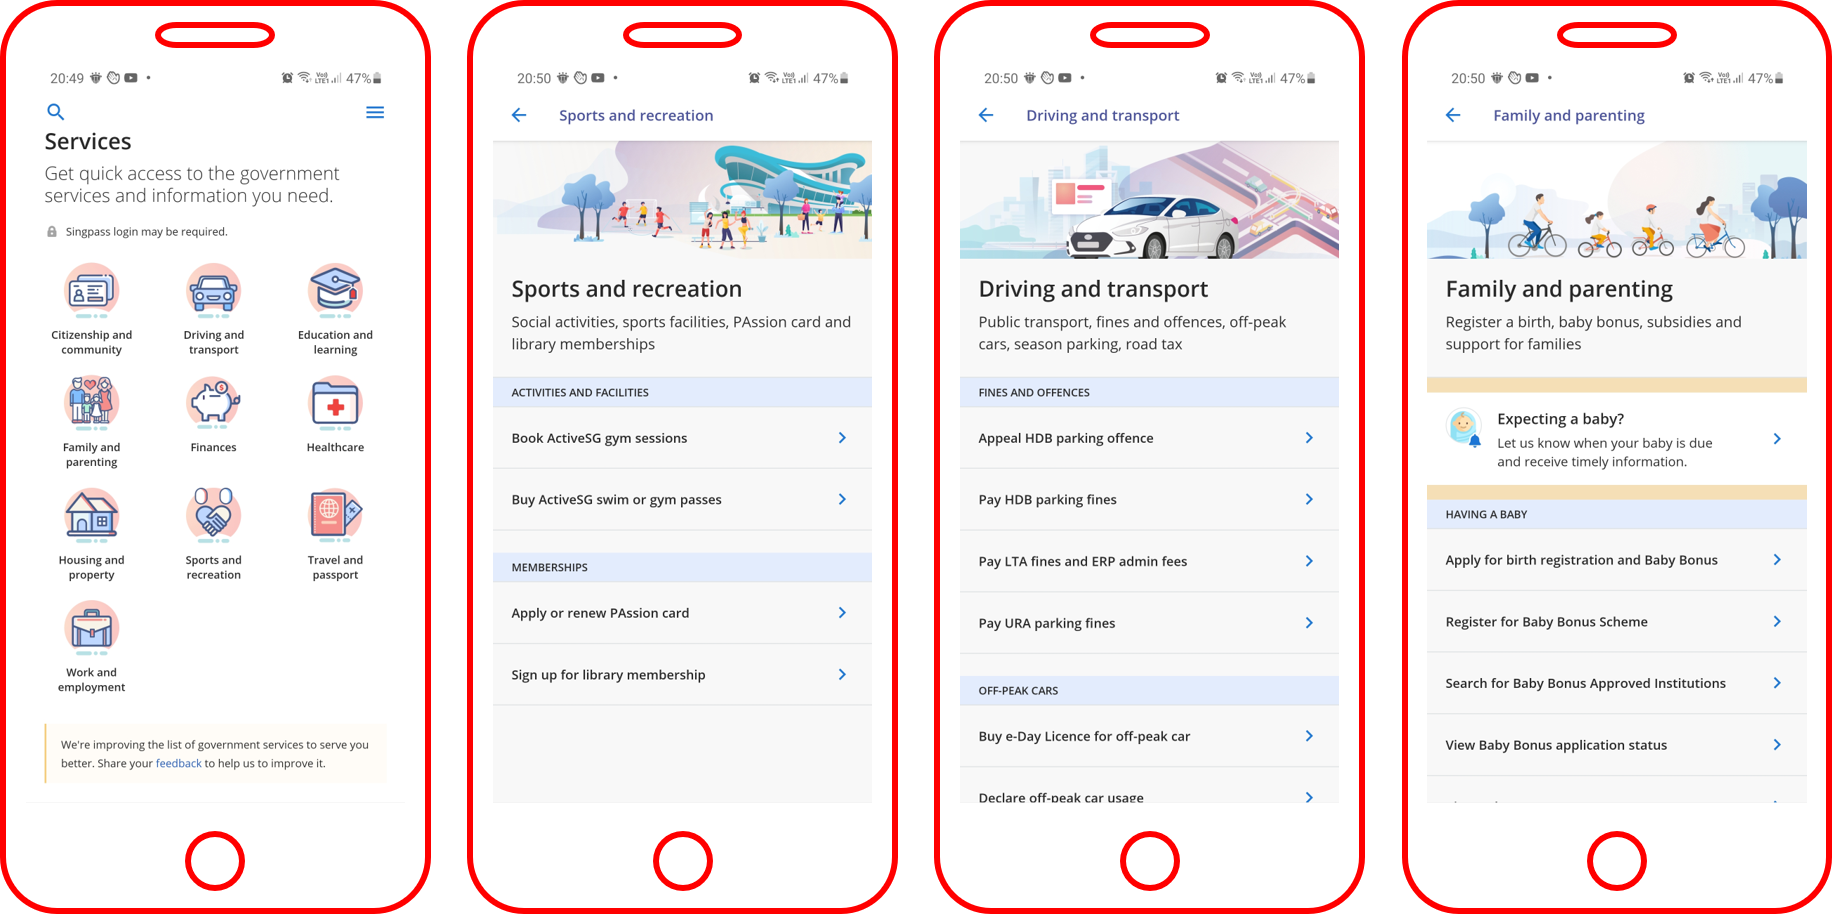 20:49
Vo)) LTE1 47%
Services
Get quick access to the government
services and information you need.
Singpass login may be required.
Citizenship and
community
Driving and
transport
Education and
learning
Family and
parenting
Finances
Healthcare
Housing and
property
Sports and
recreation
Travel and
passport
Work and
employment
We're improving the list of government services to serve you
better. Share your feedback to help us to improve it.
20:50
Vo)) LTE1 47%
Sports and recreation
Sports and recreation
Social activities, sports facilities, PAssion card and
library memberships
ACTIVITIES AND FACILITIES
Book ActiveSG gym sessions
Buy ActiveSG swim or gym passes
MEMBERSHIPS
Apply or renew PAssion card
Sign up for library membership
20:50
Vo)) LTE1 47%
Driving and transport
Driving and transport
Public transport, fines and offences, off-peak
cars, season parking, road tax
FINES AND OFFENCES
Appeal HDB parking offence
Pay HDB parking fines
Pay LTA fines and ERP admin fees
Pay URA parking fines
OFF-PEAK CARS
Buy e-Day Licence for off-peak car
Declare off-peak car usage
20:50
Vo)) LTE1 47%
Family and parenting
Family and parenting
Register a birth, baby bonus, subsidies and
support for families
Expecting a baby?
Let us know when your baby is due
and receive timely information.
HAVING A BABY
Apply for birth registration and Baby Bonus
Register for Baby Bonus Scheme
Search for Baby Bonus Approved Institutions
View Baby Bonus application status